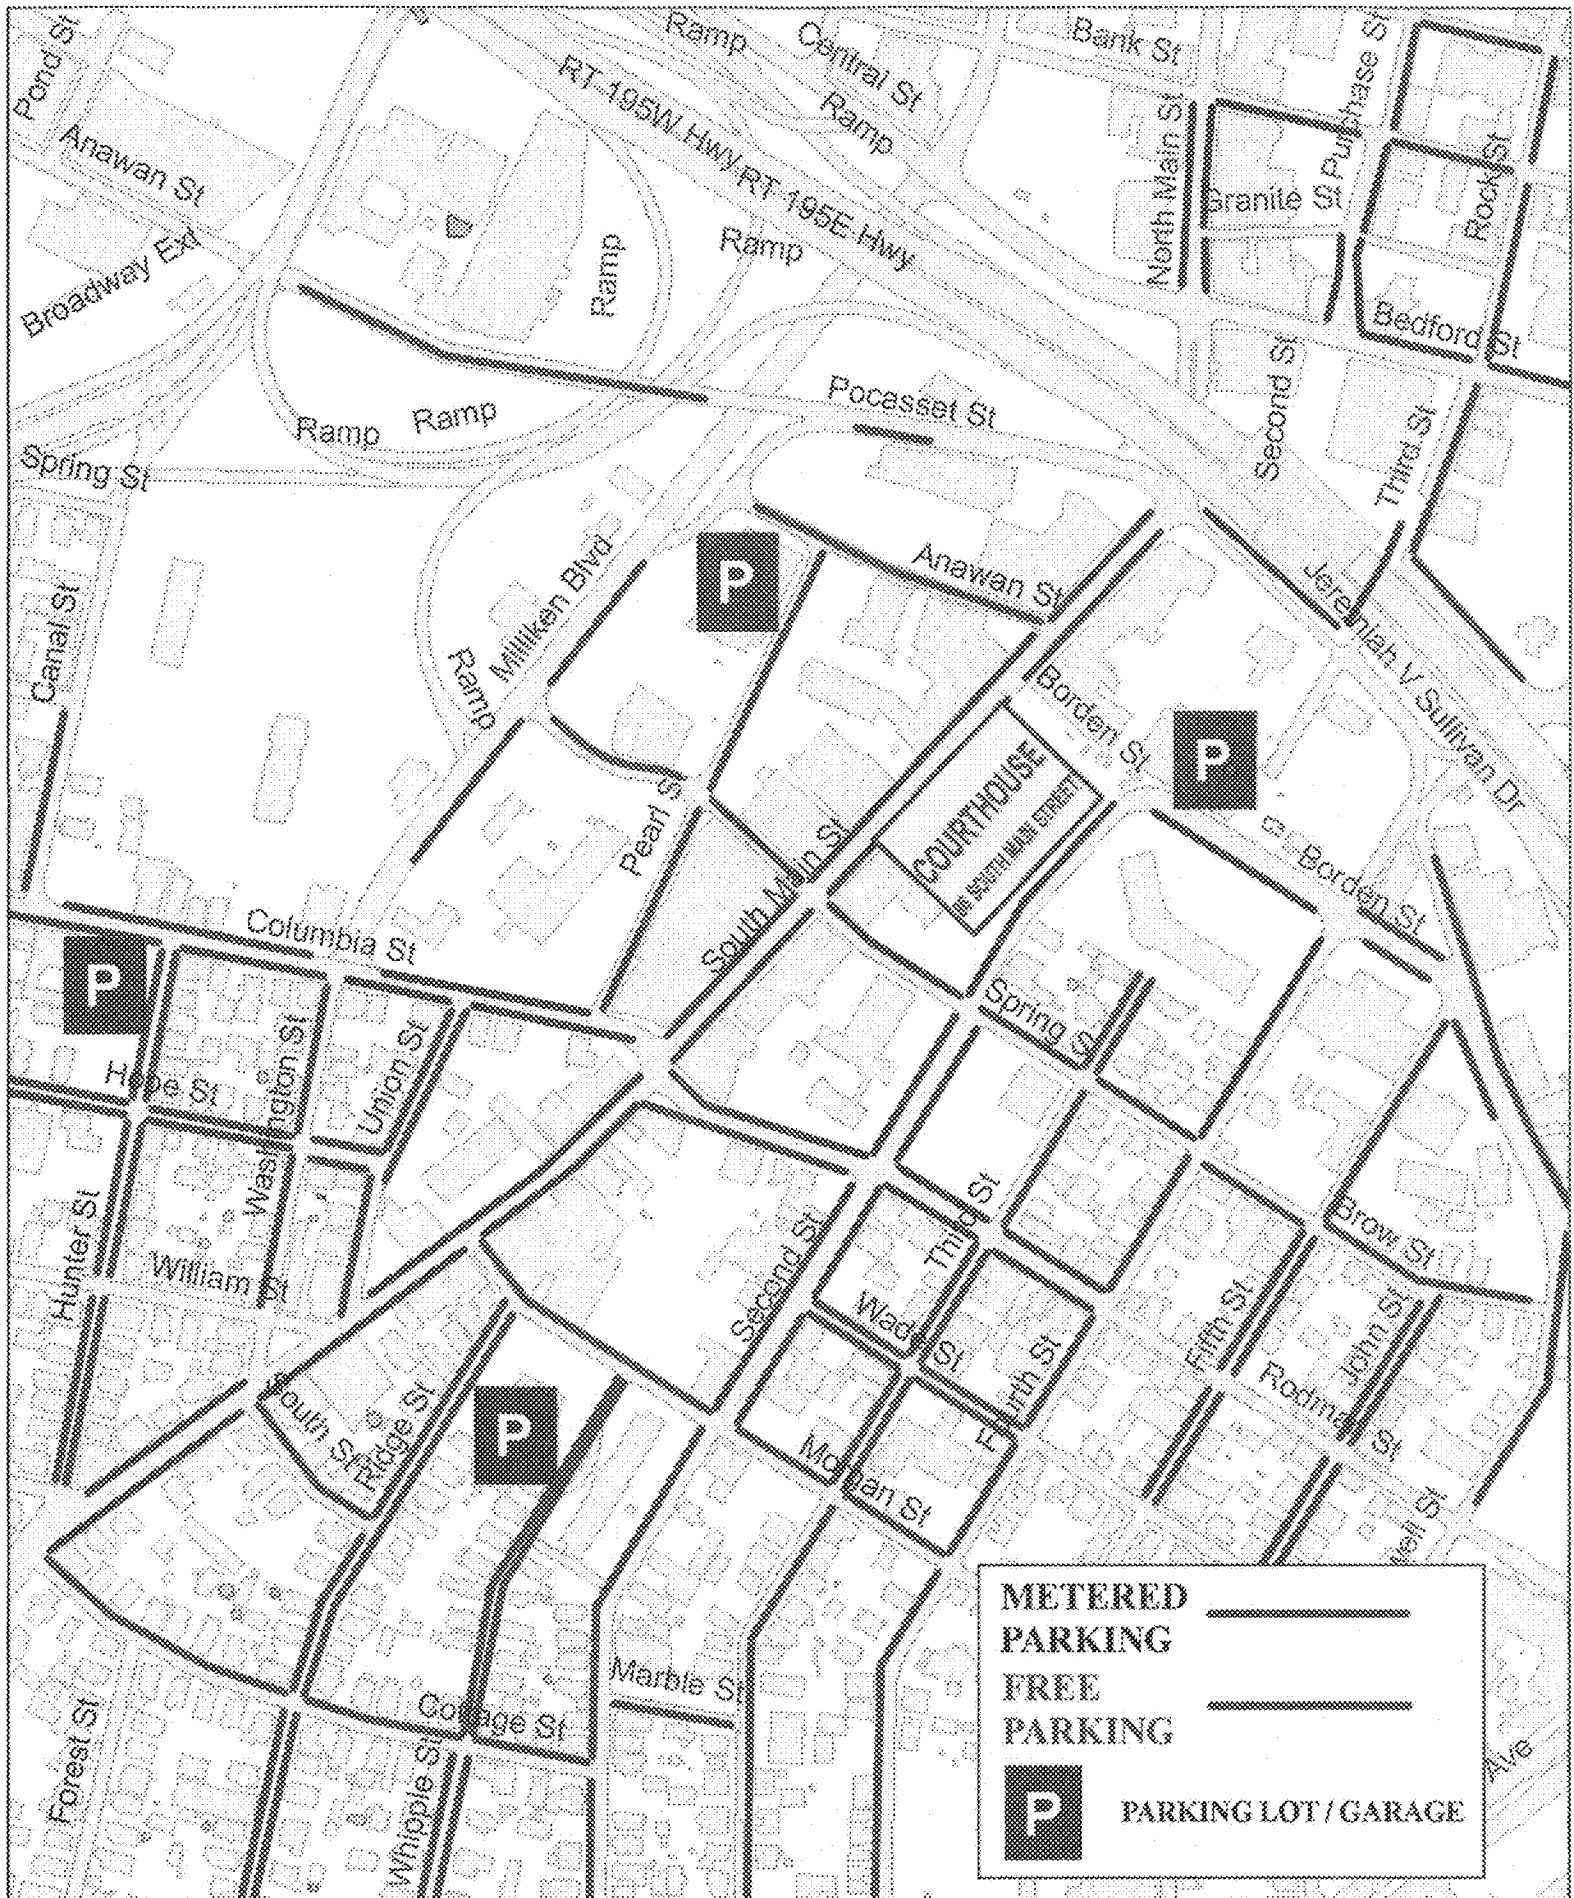 Pond St
Ramp
Central St
Bank St
Purchase St
RT 195W Hwy
Ramp
Anawan St
North Main St
Granite St
Rock St
RT 195E Hwy
Ramp
Ramp
Broadway Ext
Bedford St
Pocasset St
Second St
Ramp
Ramp
Third St
Spring St
Milliken Blvd
P
Anawan St
Canal St
Ramp
Jeremiah V Sullivan Dr
Borden St
P
COURTHOUSE
SOUTH MAIN STREET
Pearl S
South Main St
Borden St
Columbia St
P
Spring S
Hope St
Washington St
Union St
Hunter St
William St
Second St
Third St
Brow St
Wade St
Fourth St
Fifth St
John St
Rodman St
South St
Ridge St
P
Morgan St
well St
METERED
PARKING
FREE
PARKING
P PARKING LOT / GARAGE
Marble St
Cottage St
Forest St
Whipple St
Ave